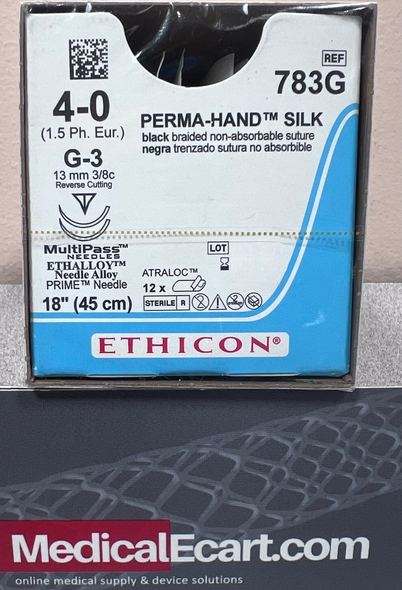 REF
783G
4-0
(1.5 Ph. Eur.)
PERMA-HAND™ SILK
black braided non-absorbable suture
negra trenzado sutura no absorbible
G-3
13 mm 3/8c
Reverse Cutting
MultiPass™
NEEDLES
ETHALLOY™
Needle Alloy
PRIME™ Needle
18" (45 cm)
LOT
ATRALOC™
12 x
STERILE R
ETHICON®
MedicalEcart.com
online medical supply & device solutions